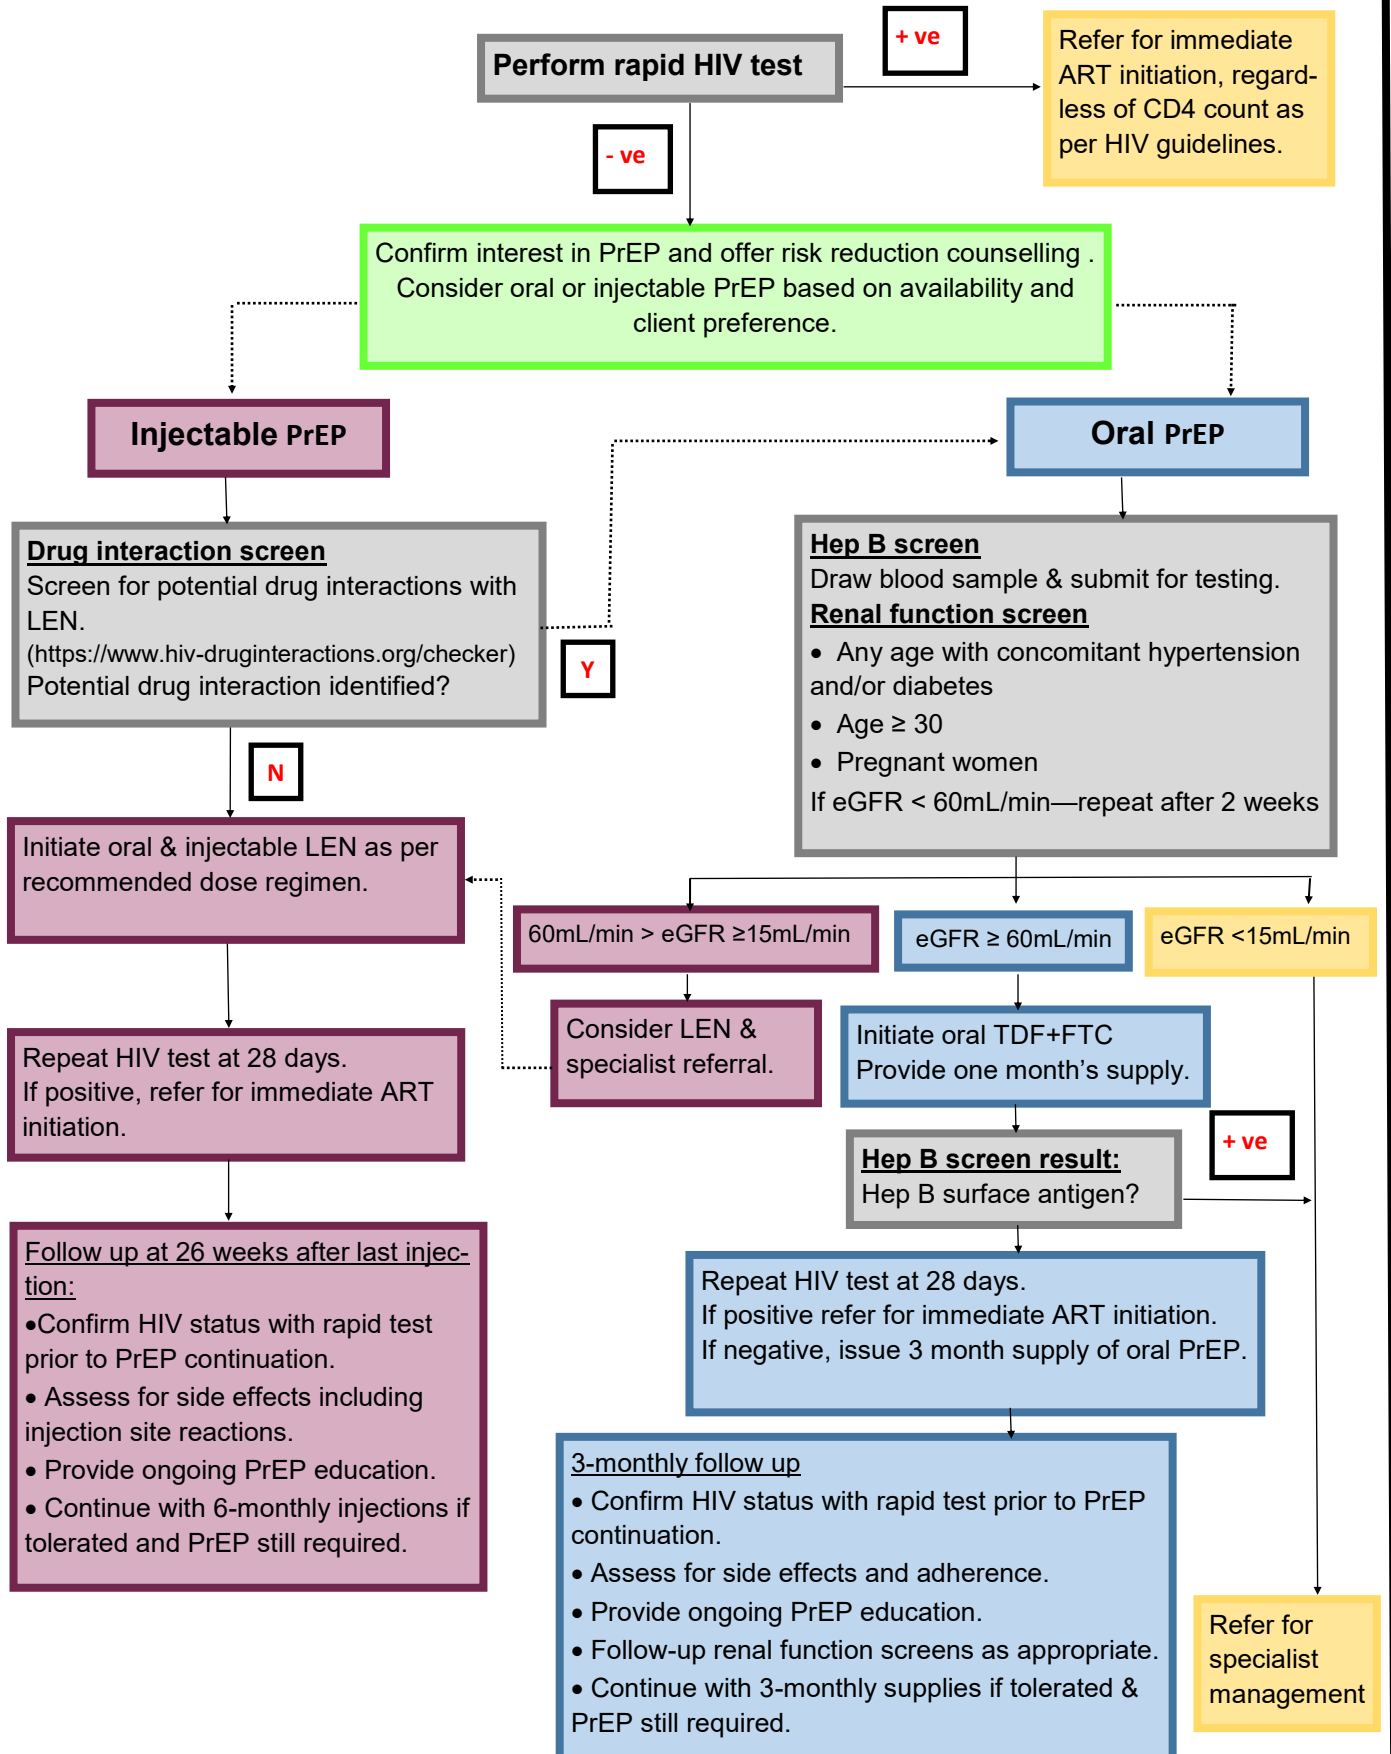 Perform rapid HIV test
+ ve
Refer for immediate
ART initiation, regard-
less of CD4 count as
per HIV guidelines.
- ve
Confirm interest in PrEP and offer risk reduction counselling .
Consider oral or injectable PrEP based on availability and
client preference.
Injectable PrEP
Oral PrEP
Drug interaction screen
Screen for potential drug interactions with
LEN.
(https://www.hiv-druginteractions.org/checker)
Potential drug interaction identified?
Y
N
Hep B screen
Draw blood sample & submit for testing.
Renal function screen
• Any age with concomitant hypertension
and/or diabetes
• Age ≥ 30
• Pregnant women
If eGFR < 60mL/min—repeat after 2 weeks
Initiate oral & injectable LEN as per
recommended dose regimen.
60mL/min > eGFR ≥15mL/min
eGFR ≥ 60mL/min
eGFR <15mL/min
Consider LEN &
specialist referral.
Initiate oral TDF+FTC
Provide one month's supply.
Repeat HIV test at 28 days.
If positive, refer for immediate ART
initiation.
Hep B screen result:
Hep B surface antigen?
+ ve
Follow up at 26 weeks after last injec-
tion:
•Confirm HIV status with rapid test
prior to PrEP continuation.
• Assess for side effects including
injection site reactions.
• Provide ongoing PrEP education.
• Continue with 6-monthly injections if
tolerated and PrEP still required.
Repeat HIV test at 28 days.
If positive refer for immediate ART initiation.
If negative, issue 3 month supply of oral PrEP.
3-monthly follow up
• Confirm HIV status with rapid test prior to PrEP
continuation.
• Assess for side effects and adherence.
• Provide ongoing PrEP education.
• Follow-up renal function screens as appropriate.
• Continue with 3-monthly supplies if tolerated &
PrEP still required.
Refer for
specialist
management